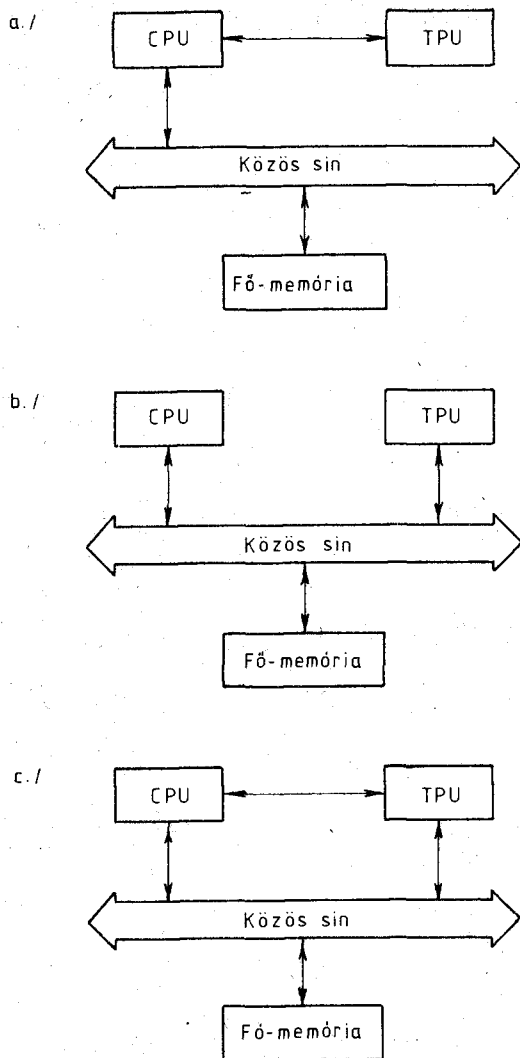 a./
CPU
TPU
Közös sin
Fő-memória
b./
CPU
TPU
Közös sin
Fő-memória
c./
CPU
TPU
Közös sin
Fó-memória